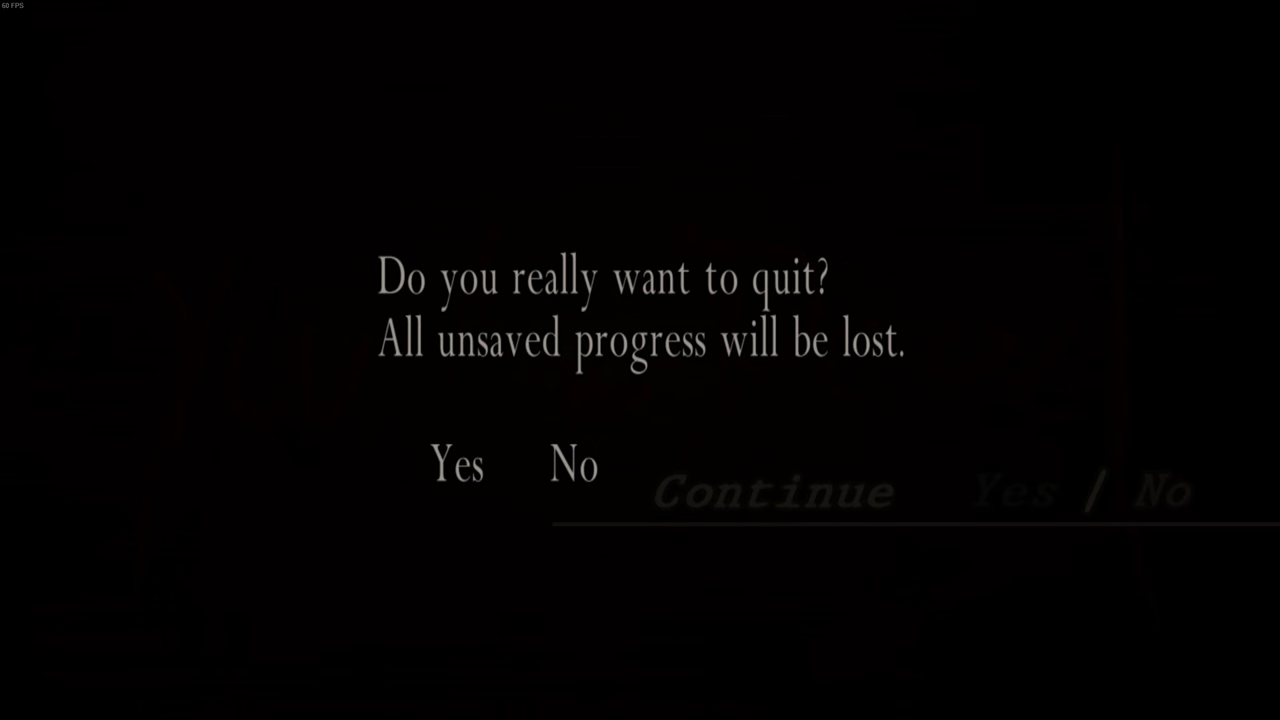 60 FPS
Do you really want to quit?
All unsaved progress will be lost.
Yes No
Continue Yes / No